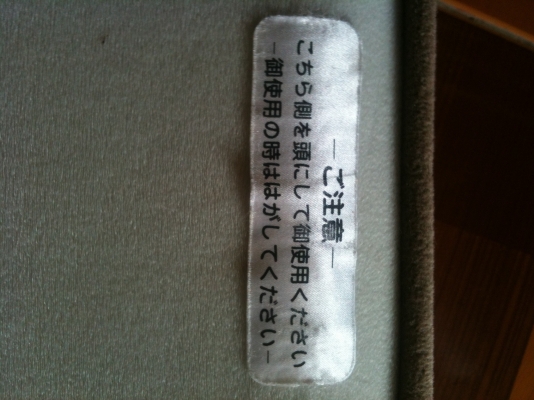 －ご注意－
こちら側を頭にして御使用ください
－御使用の時ははがしてください－